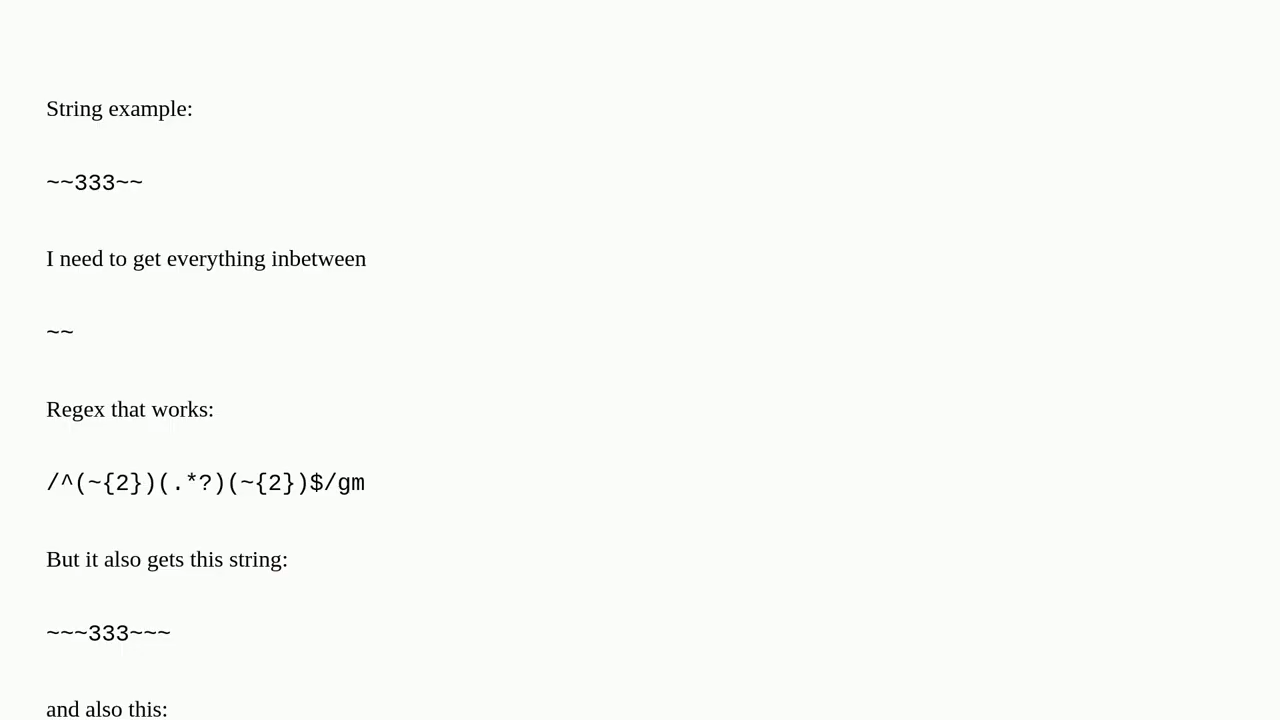 String example:
~~333~~
I need to get everything inbetween
~~
Regex that works:
/^(~{2})(.*?)(~{2})$/gm
But it also gets this string:
~~~333~~~
and also this: